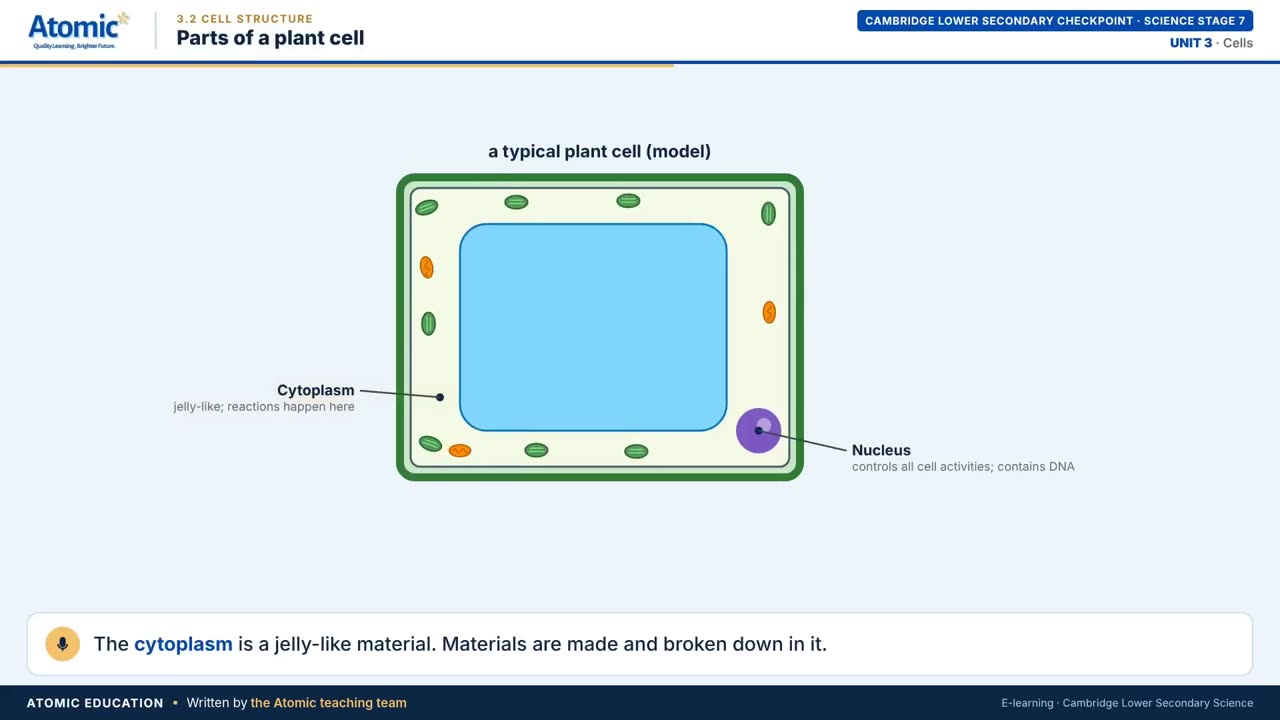 Atomic
Quality Learning, Brighter Future.
3.2 CELL STRUCTURE
Parts of a plant cell
CAMBRIDGE LOWER SECONDARY CHECKPOINT · SCIENCE STAGE 7
UNIT 3 · Cells
a typical plant cell (model)
Cytoplasm
jelly-like; reactions happen here
Nucleus
controls all cell activities; contains DNA
The cytoplasm is a jelly-like material. Materials are made and broken down in it.
ATOMIC EDUCATION • Written by the Atomic teaching team
E-learning · Cambridge Lower Secondary Science